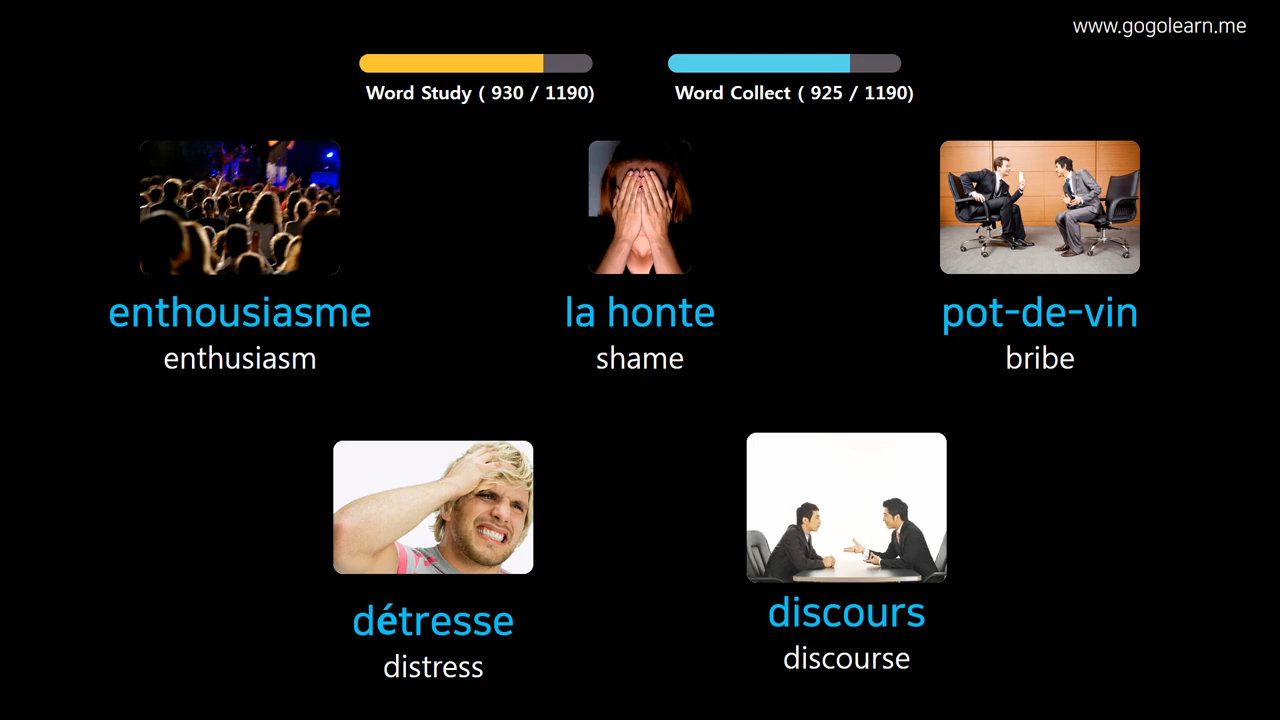 www.gogolearn.me
Word Study ( 930 / 1190)
Word Collect ( 925 / 1190)
enthousiasme
enthusiasm
la honte
shame
pot-de-vin
bribe
détresse
distress
discours
discourse